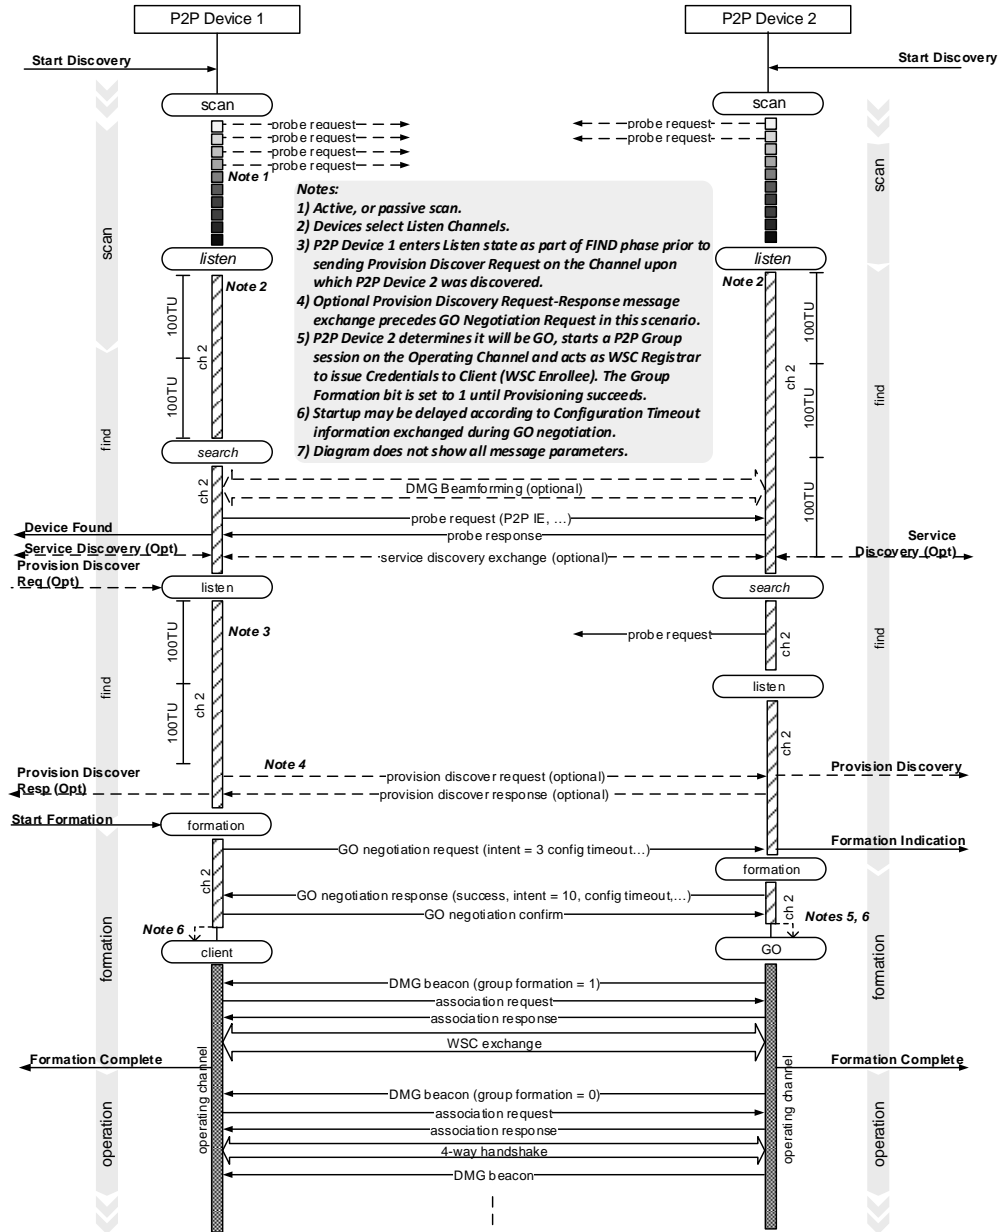 P2P Device 1
P2P Device 2
Start Discovery
Start Discovery
scan
scan
probe request
probe request
probe request
probe request
probe request
probe request
Note 1
scan
scan
Notes:
1) Active, or passive scan.
2) Devices select Listen Channels.
3) P2P Device 1 enters Listen state as part of FIND phase prior to
sending Provision Discover Request on the Channel upon
which P2P Device 2 was discovered.
4) Optional Provision Discovery Request-Response message
exchange precedes GO Negotiation Request in this scenario.
5) P2P Device 2 determines it will be GO, starts a P2P Group
session on the Operating Channel and acts as WSC Registrar
to issue Credentials to Client (WSC Enrollee). The Group
Formation bit is set to 1 until Provisioning succeeds.
6) Startup may be delayed according to Configuration Timeout
information exchanged during GO negotiation.
7) Diagram does not show all message parameters.
listen
listen
Note 2
Note 2
100TU
100TU
ch 2
100TU
100TU
100TU
ch 2
find
find
search
ch 2
DMG Beamforming (optional)
probe request (P2P IE, …)
Device Found
probe response
Service Discovery (Opt)
service discovery exchange (optional)
Service
Discovery (Opt)
Provision Discover
Req (Opt)
listen
search
100TU
100TU
ch 2
Note 3
probe request
ch 2
find
find
listen
ch 2
Note 4
Provision Discover
Resp (Opt)
provision discover request (optional)
Provision Discovery
provision discover response (optional)
Start Formation
formation
GO negotiation request (intent = 3 config timeout…)
Formation Indication
formation
ch 2
GO negotiation response (success, intent = 10, config timeout,…)
ch 2
GO negotiation confirm
Note 6
Notes 5, 6
formation
formation
client
GO
DMG beacon (group formation = 1)
association request
association response
WSC exchange
Formation Complete
Formation Complete
operating channel
operating channel
DMG beacon (group formation = 0)
association request
association response
4-way handshake
DMG beacon
operation
operation